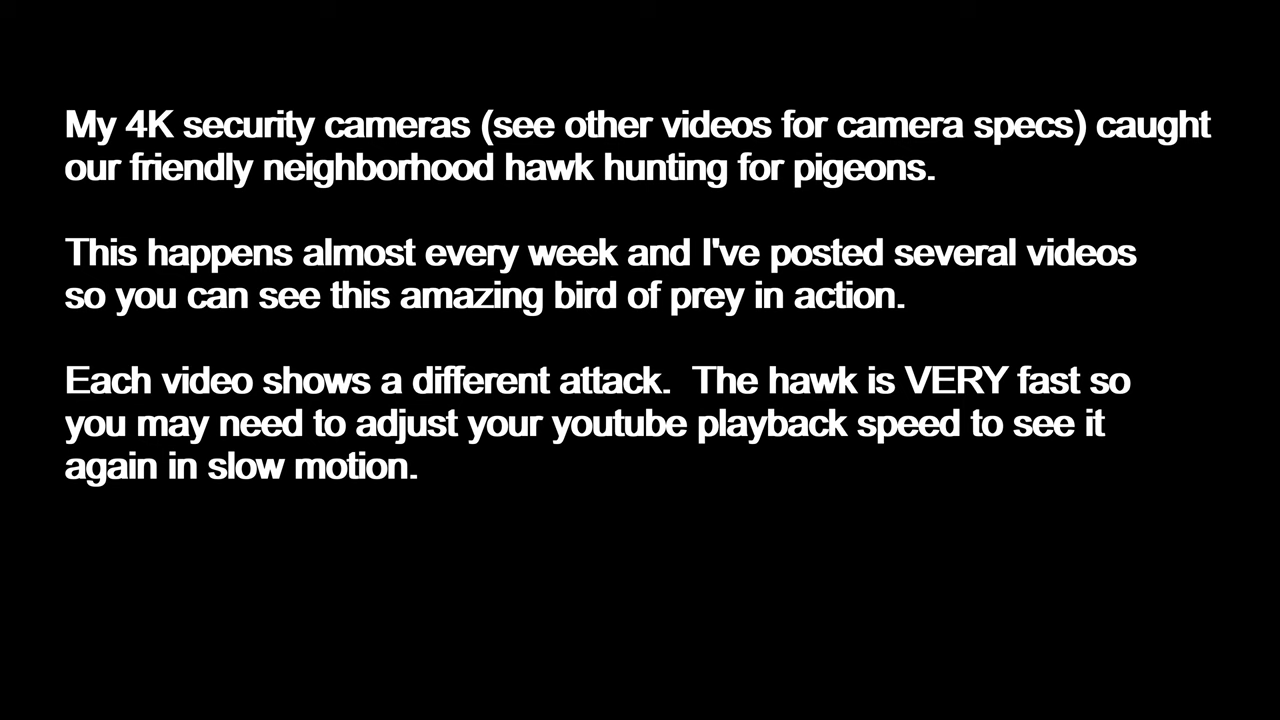 My 4K security cameras (see other videos for camera specs) caught
our friendly neighborhood hawk hunting for pigeons.
This happens almost every week and I've posted several videos
so you can see this amazing bird of prey in action.
Each video shows a different attack.  The hawk is VERY fast so
you may need to adjust your youtube playback speed to see it
again in slow motion.